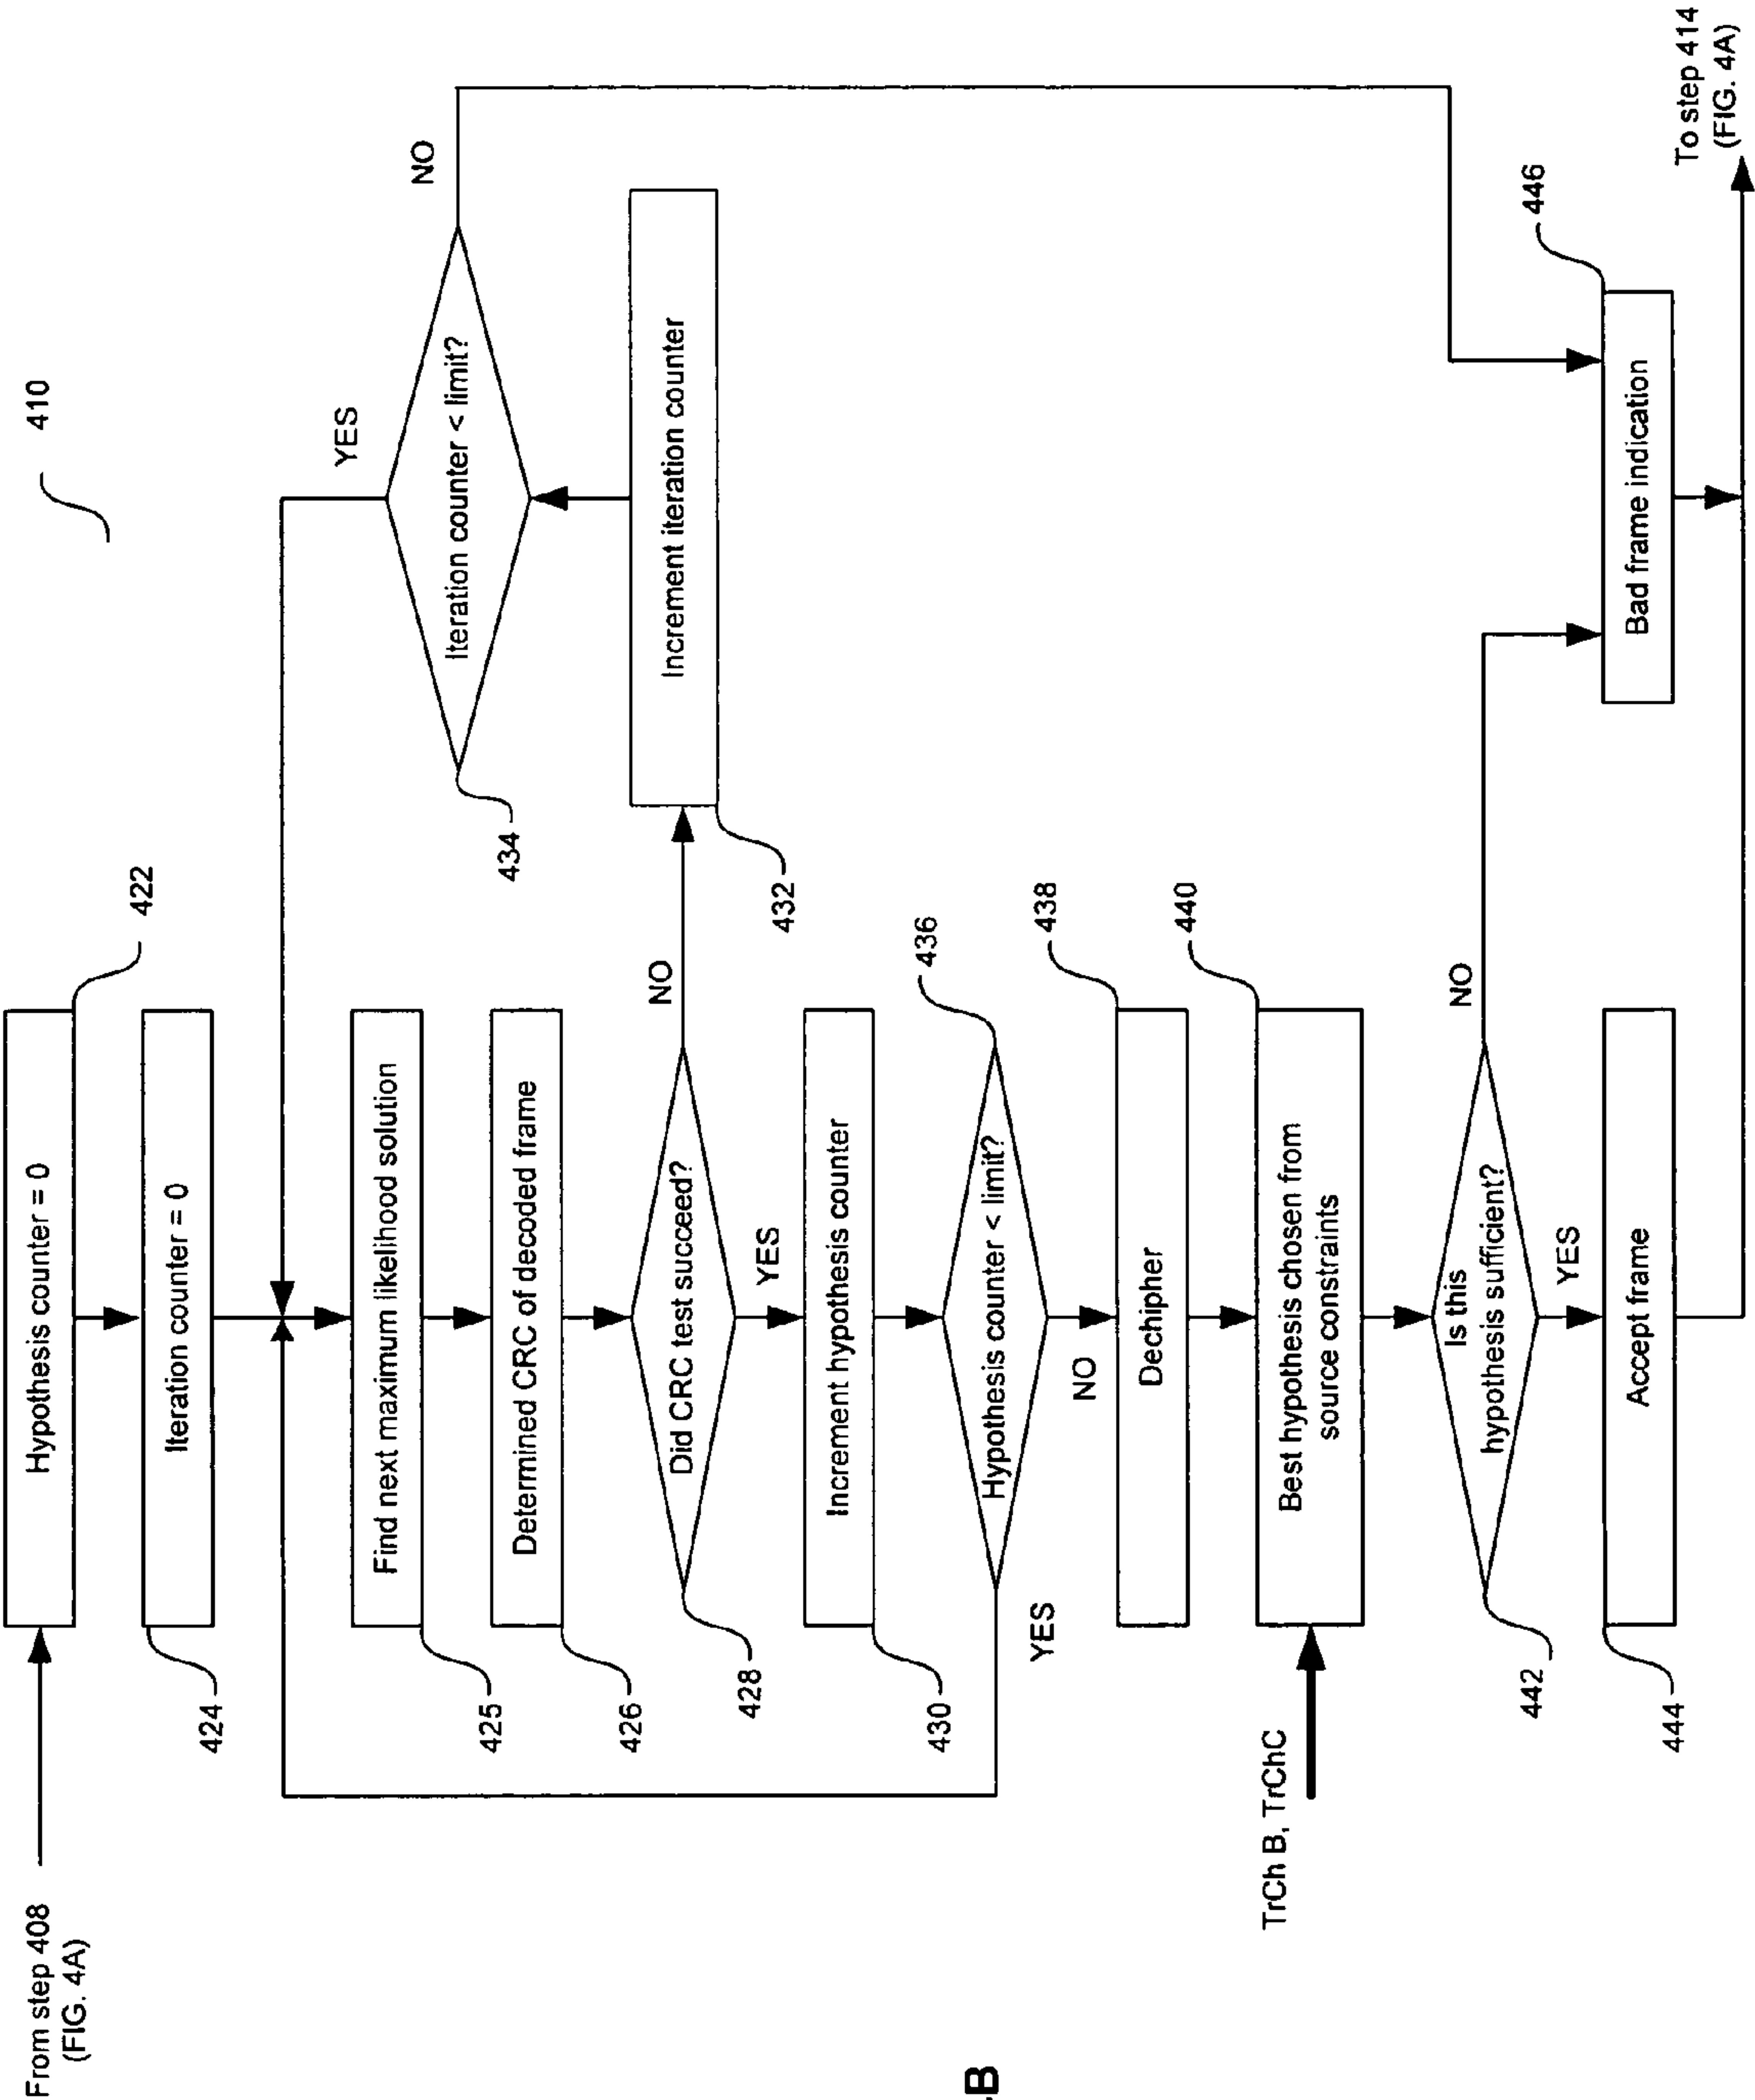 From step 408
(FIG. 4A)
410
Hypothesis counter = 0
422
Iteration counter = 0
424
Find next maximum likelihood solution
425
Determined CRC of decoded frame
426
Did CRC test succeed?
428
NO
YES
Increment iteration counter
432
Iteration counter < limit?
434
YES
NO
Increment hypothesis counter
430
Hypothesis counter < limit?
436
YES
NO
Dechipher
438
TrCh B, TrChC
Best hypothesis chosen from
source constraints
440
Is this
hypothesis sufficient?
442
NO
YES
Accept frame
444
Bad frame indication
446
To step 414
(FIG. 4A)
B